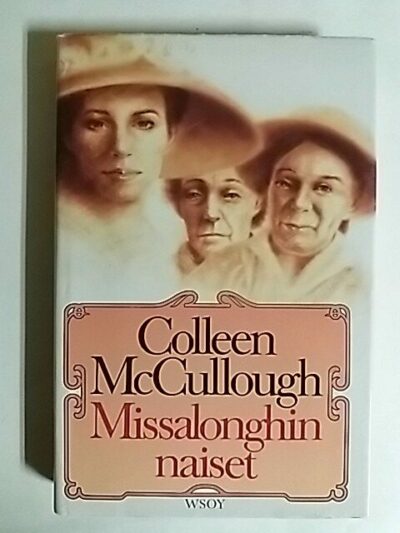 Colleen
McCullough
Missalonghin
naiset
WSOY